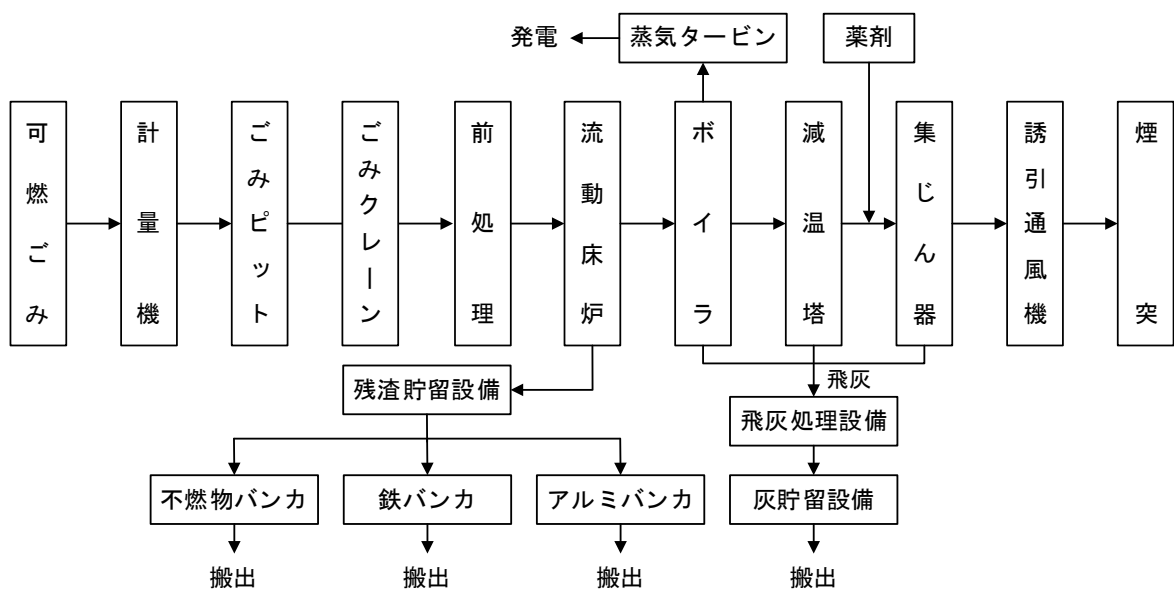 発電
蒸気タービン
薬剤
可燃ごみ
計量機
ごみピット
ごみクレーン
前処理
流動床炉
ボイラ
減温塔
集じん器
誘引通風機
煙突
残渣貯留設備
飛灰
飛灰処理設備
不燃物バンカ
鉄バンカ
アルミバンカ
灰貯留設備
搬出
搬出
搬出
搬出